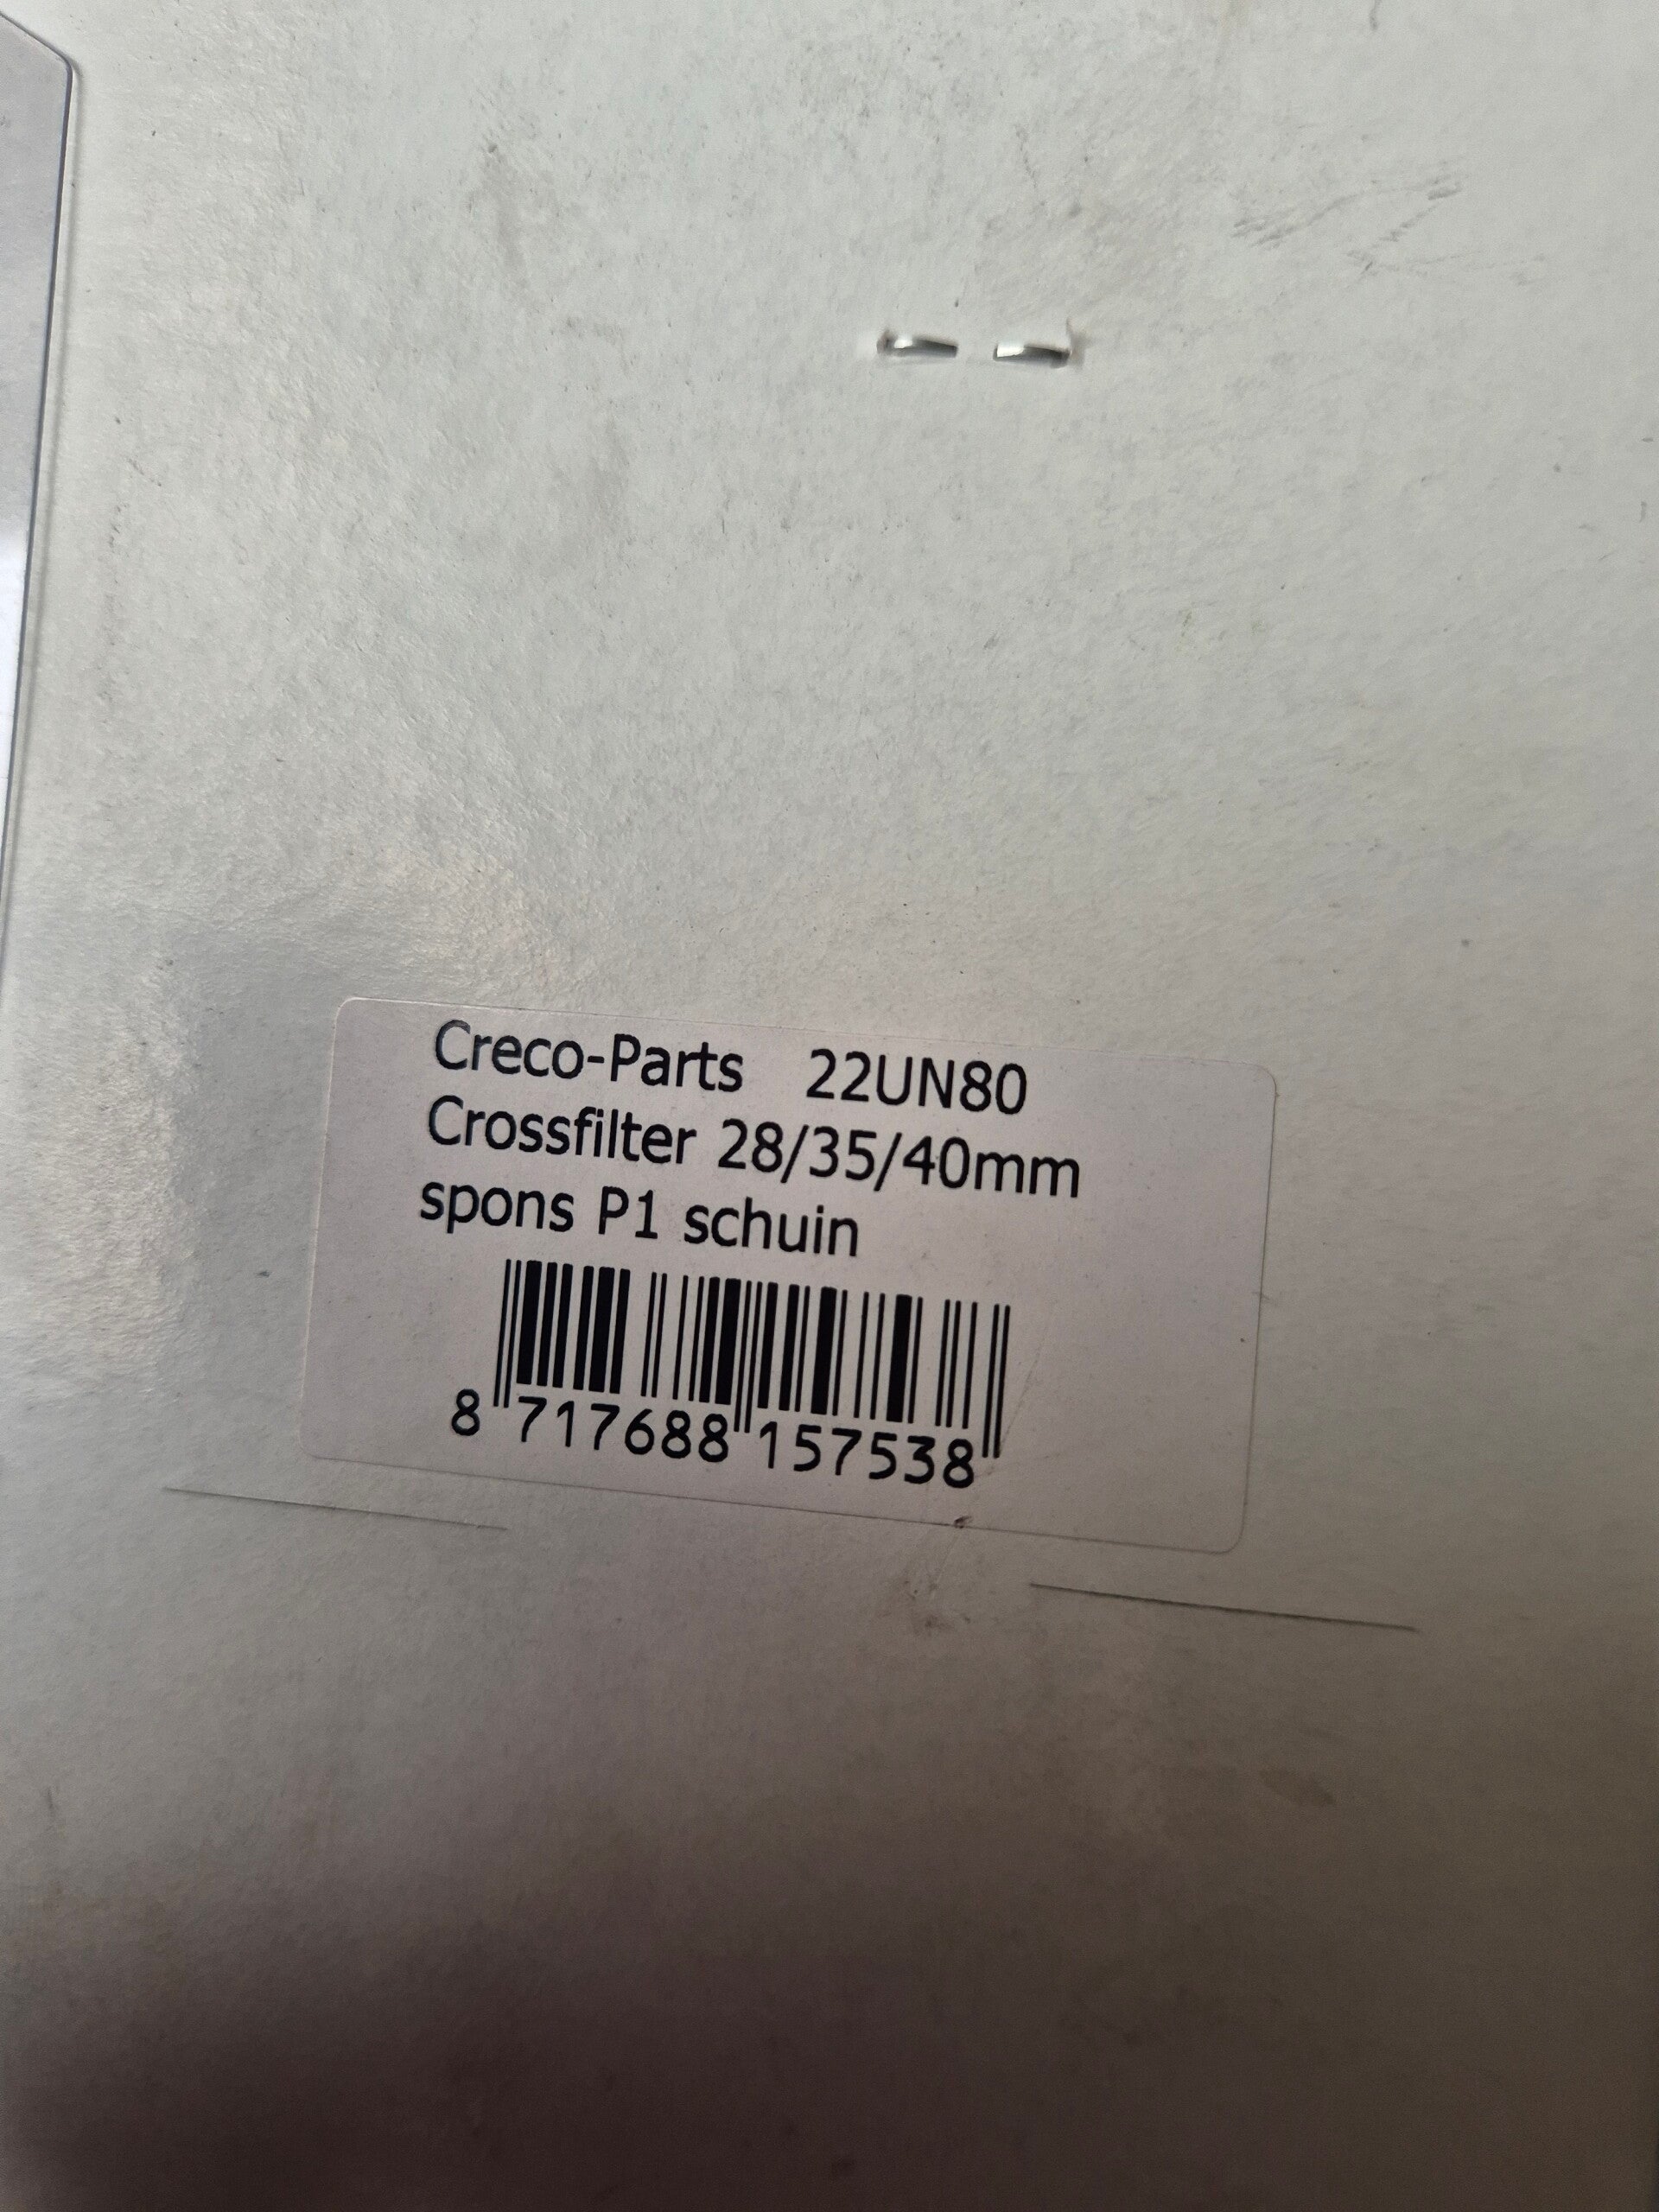 Creco-Parts 22UN80
Crossfilter 28/35/40mm
spons P1 schuin
8 717688 157538